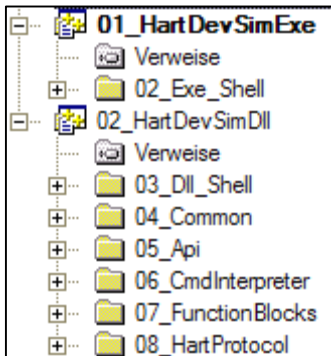 01_HartDevSimExe
Verweise
02_Exe_Shell
02_HartDevSimDll
Verweise
03_Dll_Shell
04_Common
05_Api
06_CmdInterpreter
07_FunctionBlocks
08_HartProtocol